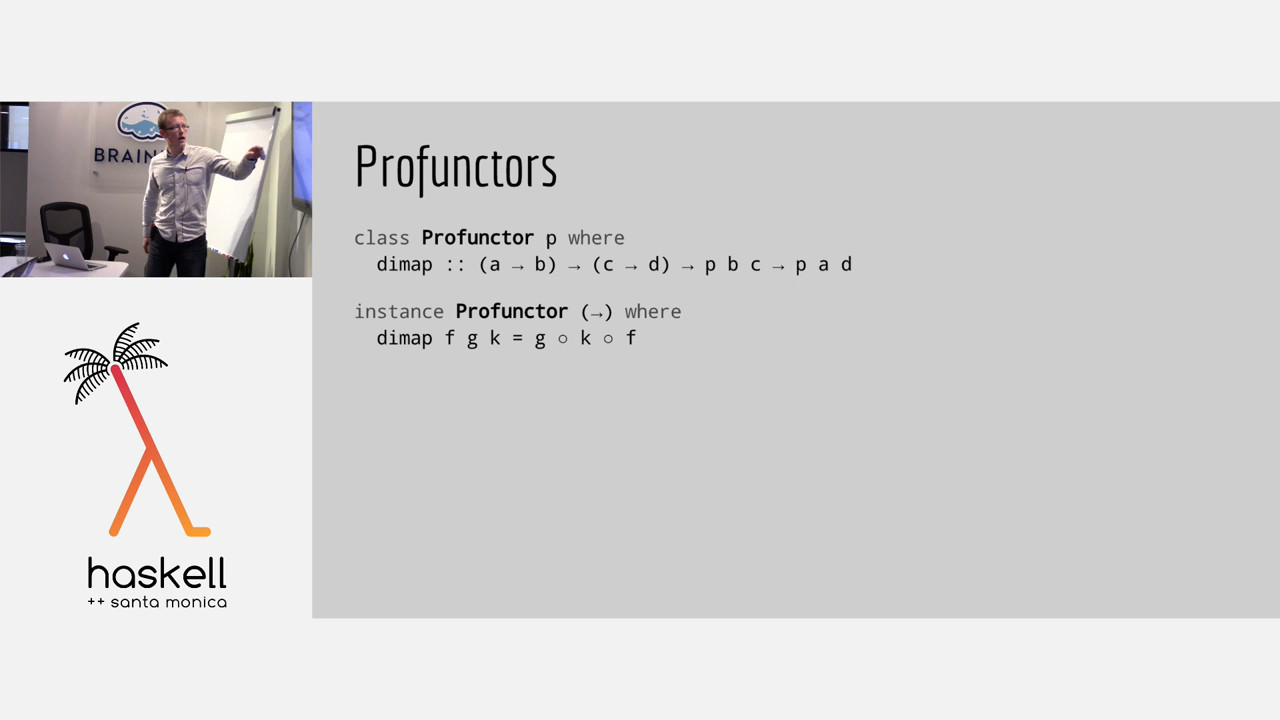 BRAIN
Profunctors
class Profunctor p where
dimap :: (a → b) → (c → d) → p b c → p a d
instance Profunctor (→) where
dimap f g k = g ○ k ○ f
haskell
++ santa monica